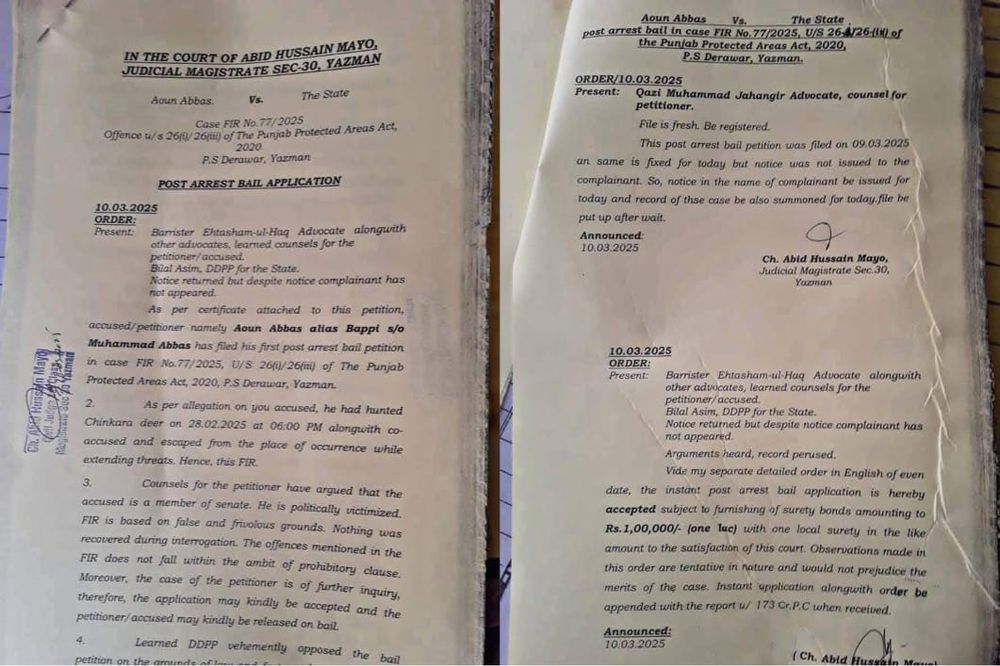 IN THE COURT OF ABID HUSSAIN MAYO,
JUDICIAL MAGISTRATE SEC-30, YAZMAN
Aoun Abbas. Vs. The State
Case FIR No.77/2025
Offence u/s 26(i)/26(iii) of The Punjab Protected Areas Act,
2020
P.S Derawar, Yazman
POST ARREST BAIL APPLICATION
10.03.2025
ORDER:
Present: Barrister Ehtasham-ul-Haq Advocate alongwith
other advocates, learned counsels for the
petitioner/accused.
Bilal Asim, DDPP for the State.
Notice returned but despite notice complainant has
not appeared.
As per certificate attached to this petition,
accused/petitioner namely Aoun Abbas alias Bappi s/o
Muhammad Abbas has filed his first post arrest bail petition
in case FIR No.77/2025, U/S 26(i)/26(iii) of The Punjab
Protected Areas Act, 2020, P.S Derawar, Yazman.
2. As per allegation on you accused, he had hunted
Chinkara deer on 28.02.2025 at 06:00 PM alongwith co-
accused and escaped from the place of occurrence while
extending threats. Hence, this FIR.
3. Counsels for the petitioner have argued that the
accused is a member of senate. He is politically victimized.
FIR is based on false and frivolous grounds. Nothing was
recovered during interrogation. The offences mentioned in the
FIR does not fall within the ambit of prohibitory clause.
Moreover, the case of the petitioner is of further inquiry,
therefore, the application may kindly be accepted and the
petitioner/accused may kindly be released on bail.
4. Learned DDPP vehemently opposed the bail
petition on the grounds of law and
Ch. Abid Hussain Mayo
Yazman
Aoun Abbas Vs. The State
post arrest bail in case FIR No.77/2025, U/S 26-i/26-(iii) of
the Punjab Protected Areas Act, 2020,
P.S Derawar, Yazman.
ORDER/10.03.2025
Present: Qazi Muhammad Jahangir Advocate, counsel for
petitioner.
File is fresh. Be registered.
This post arrest bail petition was filed on 09.03.2025
an same is fixed for today but notice was not issued to the
complainant. So, notice in the name of complainant be issued for
today and record of thse case be also summoned for today.file be
put up after wait.
Announced:
10.03.2025
Ch. Abid Hussain Mayo,
Judicial Magistrate Sec.30,
Yazman
10.03.2025
ORDER:
Present: Barrister Ehtasham-ul-Haq Advocate alongwith
other advocates, learned counsels for the
petitioner/accused.
Bilal Asim, DDPP for the State.
Notice returned but despite notice complainant has
not appeared.
Arguments heard, record perused.
Vide my separate detailed order in English of even
date, the instant post arrest bail application is hereby
accepted subject to furnishing of surety bonds amounting to
Rs.1,00,000/- (one lac) with one local surety in the like
amount to the satisfaction of this court. Observations made in
this order are tentative in nature and would not prejudice the
merits of the case. Instant application alongwith order be
appended with the report u/ 173 Cr.P.C when received.
Announced:
10.03.2025
( Ch. Abid Hussain Mayo)